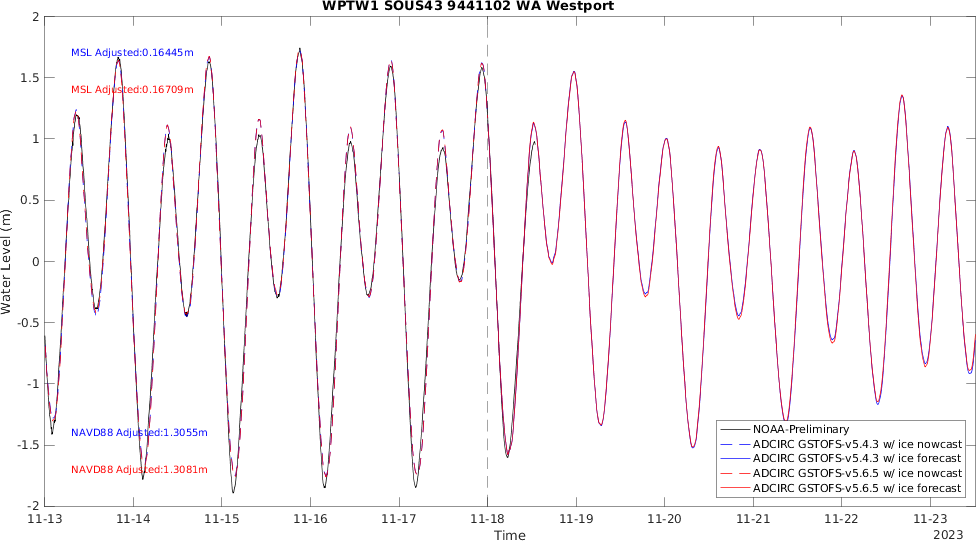 WPTW1 SOUS43 9441102 WA Westport
2
1.5
1
0.5
0
-0.5
-1
-1.5
-2
Water Level (m)
MSL Adjusted:0.16445m
MSL Adjusted:0.16709m
NAVD88 Adjusted:1.3055m
NAVD88 Adjusted:1.3081m
NOAA-Preliminary
ADCIRC GSTOFS-v5.4.3 w/ ice nowcast
ADCIRC GSTOFS-v5.4.3 w/ ice forecast
ADCIRC GSTOFS-v5.6.5 w/ ice nowcast
ADCIRC GSTOFS-v5.6.5 w/ ice forecast
11-13 11-14 11-15 11-16 11-17 11-18 11-19 11-20 11-21 11-22 11-23
Time
2023